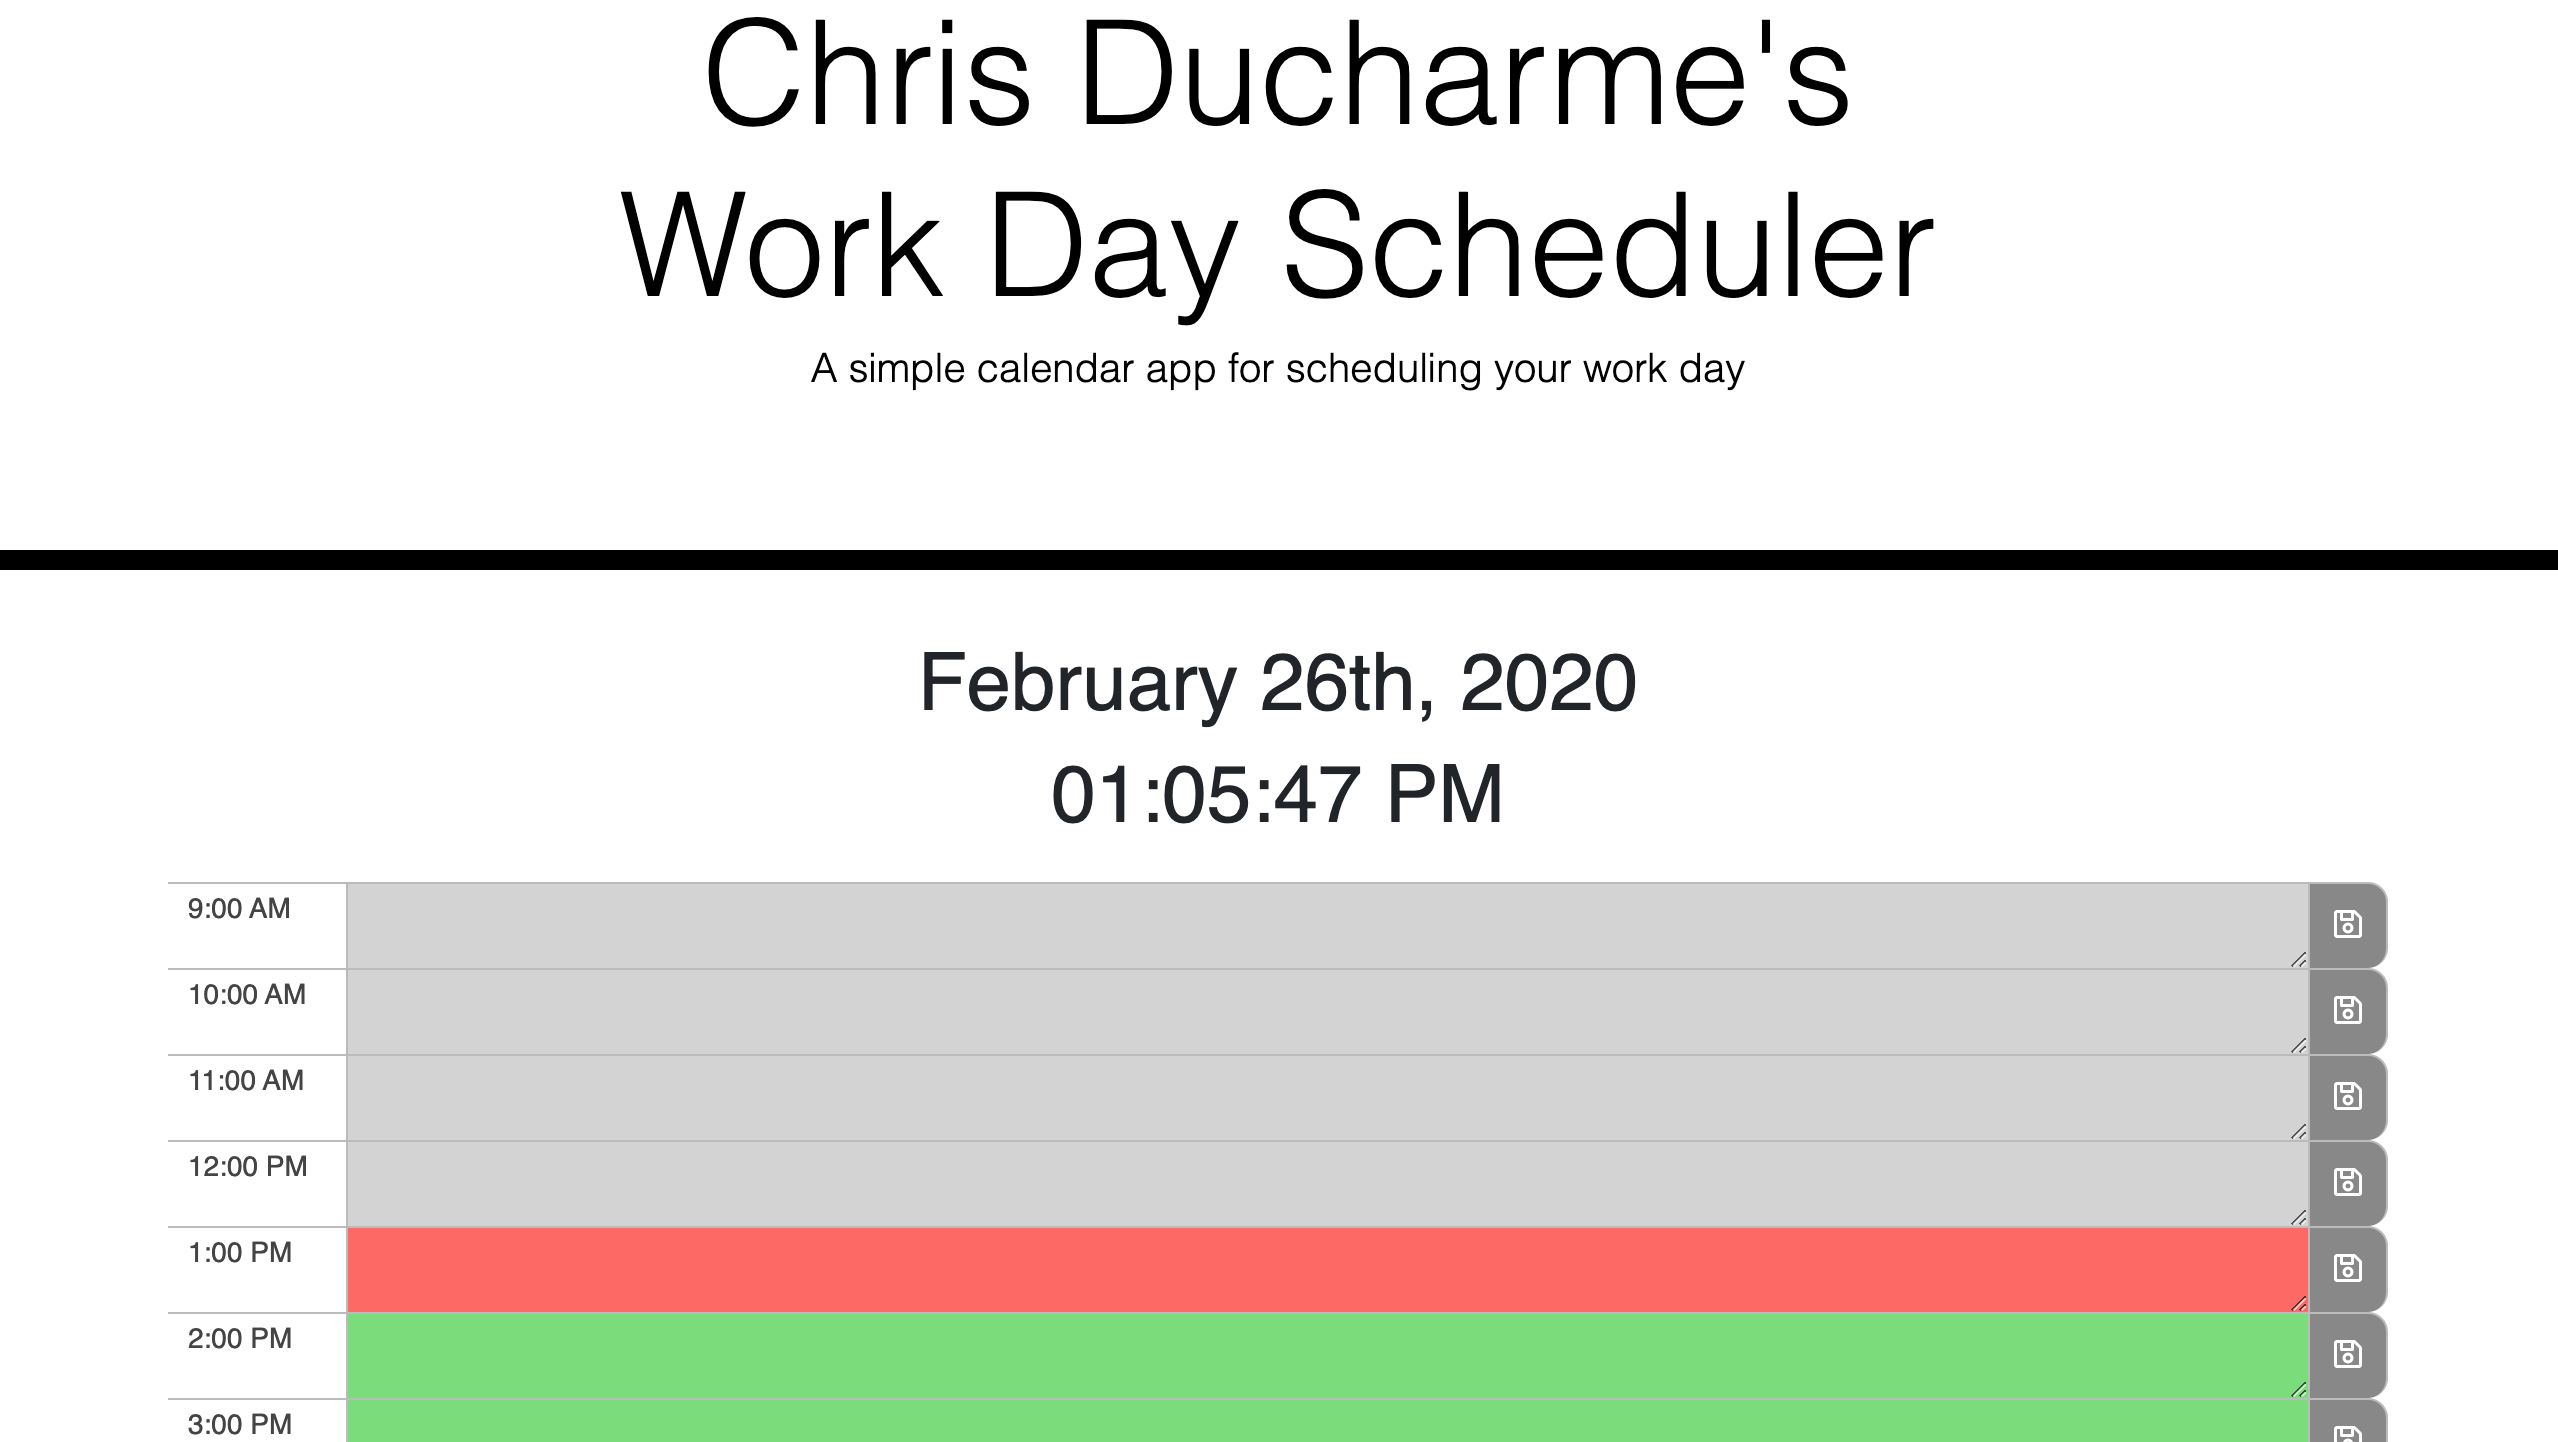 Chris Ducharme's
Work Day Scheduler
A simple calendar app for scheduling your work day
February 26th, 2020
01:05:47 PM
9:00 AM
10:00 AM
11:00 AM
12:00 PM
1:00 PM
2:00 PM
3:00 PM